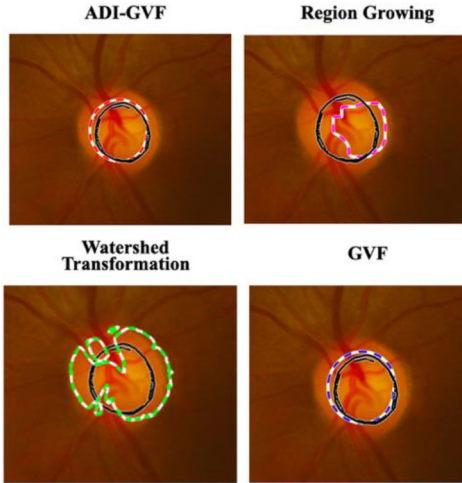 ADI-GVF
Region Growing
Watershed
Transformation
GVF